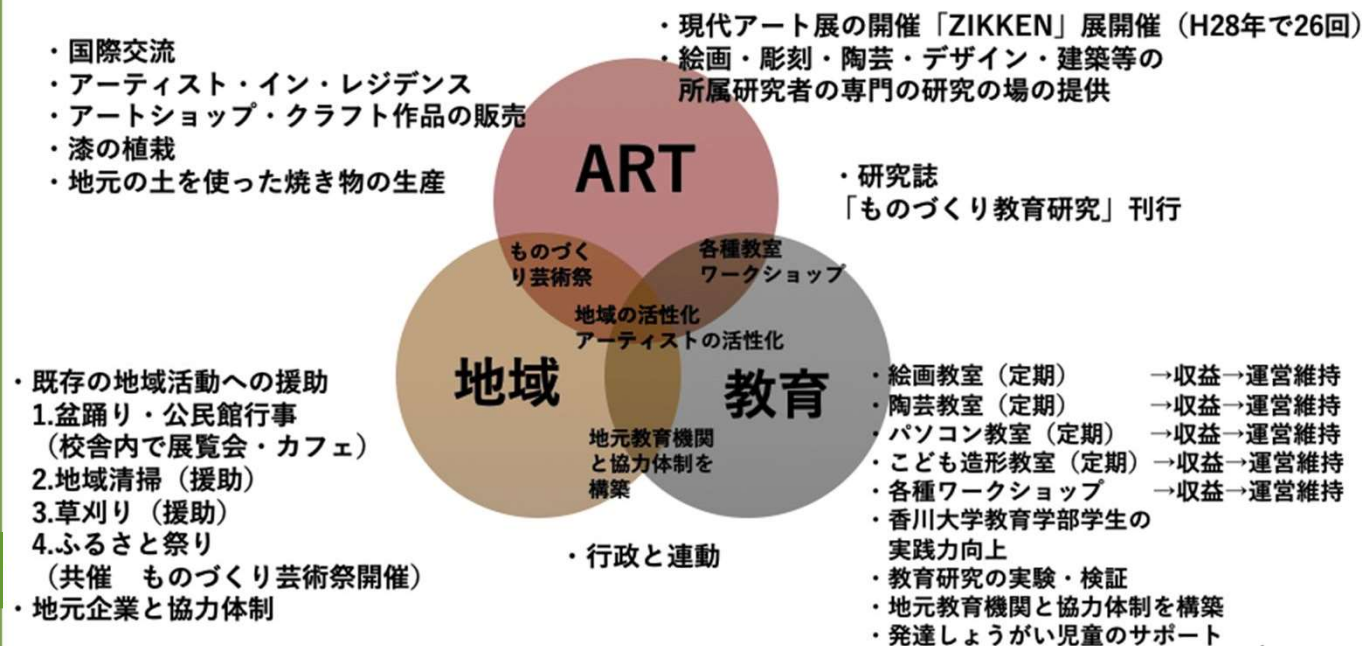 ・国際交流
・アーティスト・イン・レジデンス
・アートショップ・クラフト作品の販売
・漆の植栽
・地元の土を使った焼き物の生産
・現代アート展の開催「ZIKKEN」展開催（H28年で26回）
・絵画・彫刻・陶芸・デザイン・建築等の
所属研究者の専門の研究の場の提供
・研究誌
「ものづくり教育研究」刊行
ART
ものづく
り芸術祭
各種教室
ワークショップ
地域の活性化
アーティストの活性化
地域
教育
地元教育機関
と協力体制を
構築
・既存の地域活動への援助
1.盆踊り・公民館行事
（校舎内で展覧会・カフェ）
2.地域清掃（援助）
3.草刈り（援助）
4.ふるさと祭り
（共催　ものづくり芸術祭開催）
・地元企業と協力体制
・行政と連動
・絵画教室（定期）　→収益→運営維持
・陶芸教室（定期）　→収益→運営維持
・パソコン教室（定期）　→収益→運営維持
・こども造形教室（定期）→収益→運営維持
・各種ワークショップ　→収益→運営維持
・香川大学教育学部学生の
実践力向上
・教育研究の実験・検証
・地元教育機関と協力体制を構築
・発達しょうがい児童のサポート